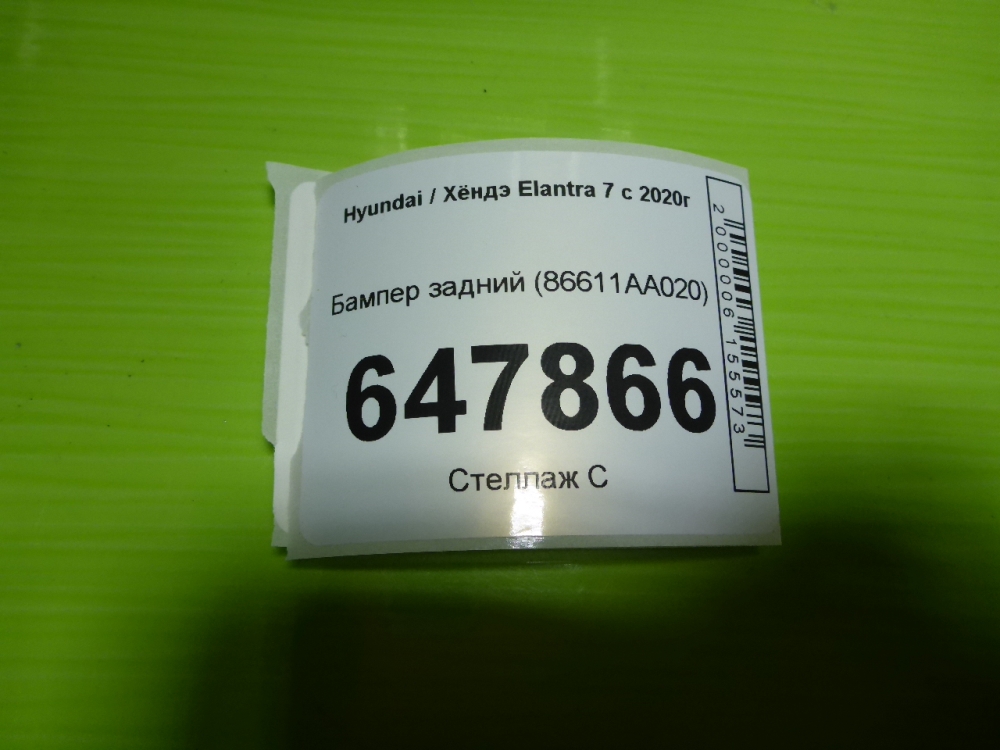 Hyundai / Хёндэ Elantra 7 с 2020г
Бампер задний (86611AA020)
647866
Стеллаж С
2000006155573